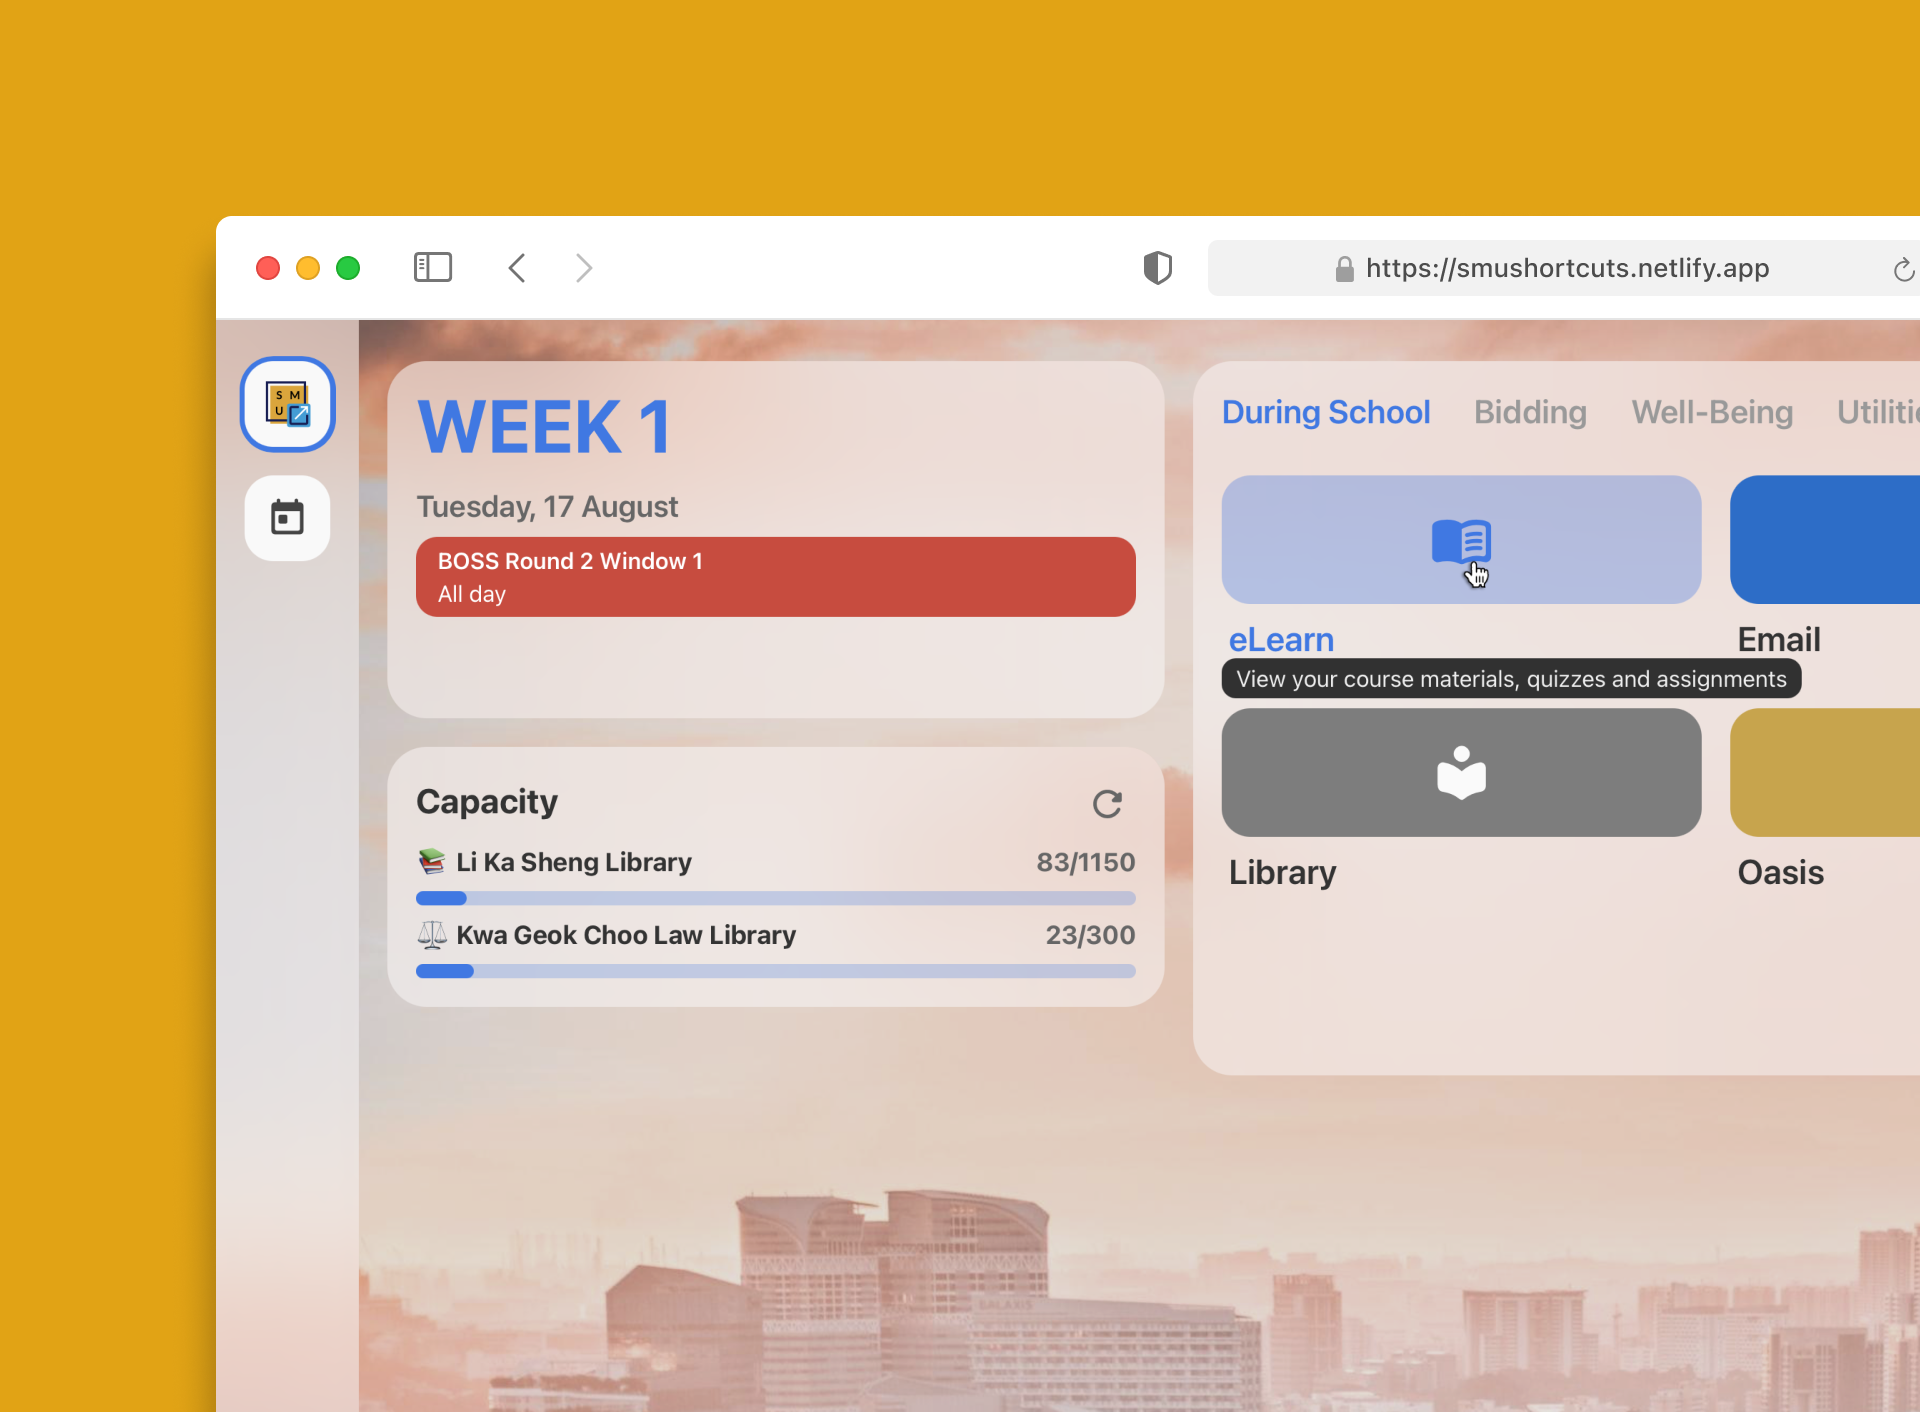 https://smushortcuts.netlify.app
S M
U
WEEK 1
Tuesday, 17 August
BOSS Round 2 Window 1
All day
Capacity
Li Ka Sheng Library 83/1150
Kwa Geok Choo Law Library 23/300
During School Bidding Well-Being Utilitie
eLearn
Email
View your course materials, quizzes and assignments
Library
Oasis
GALAXIS